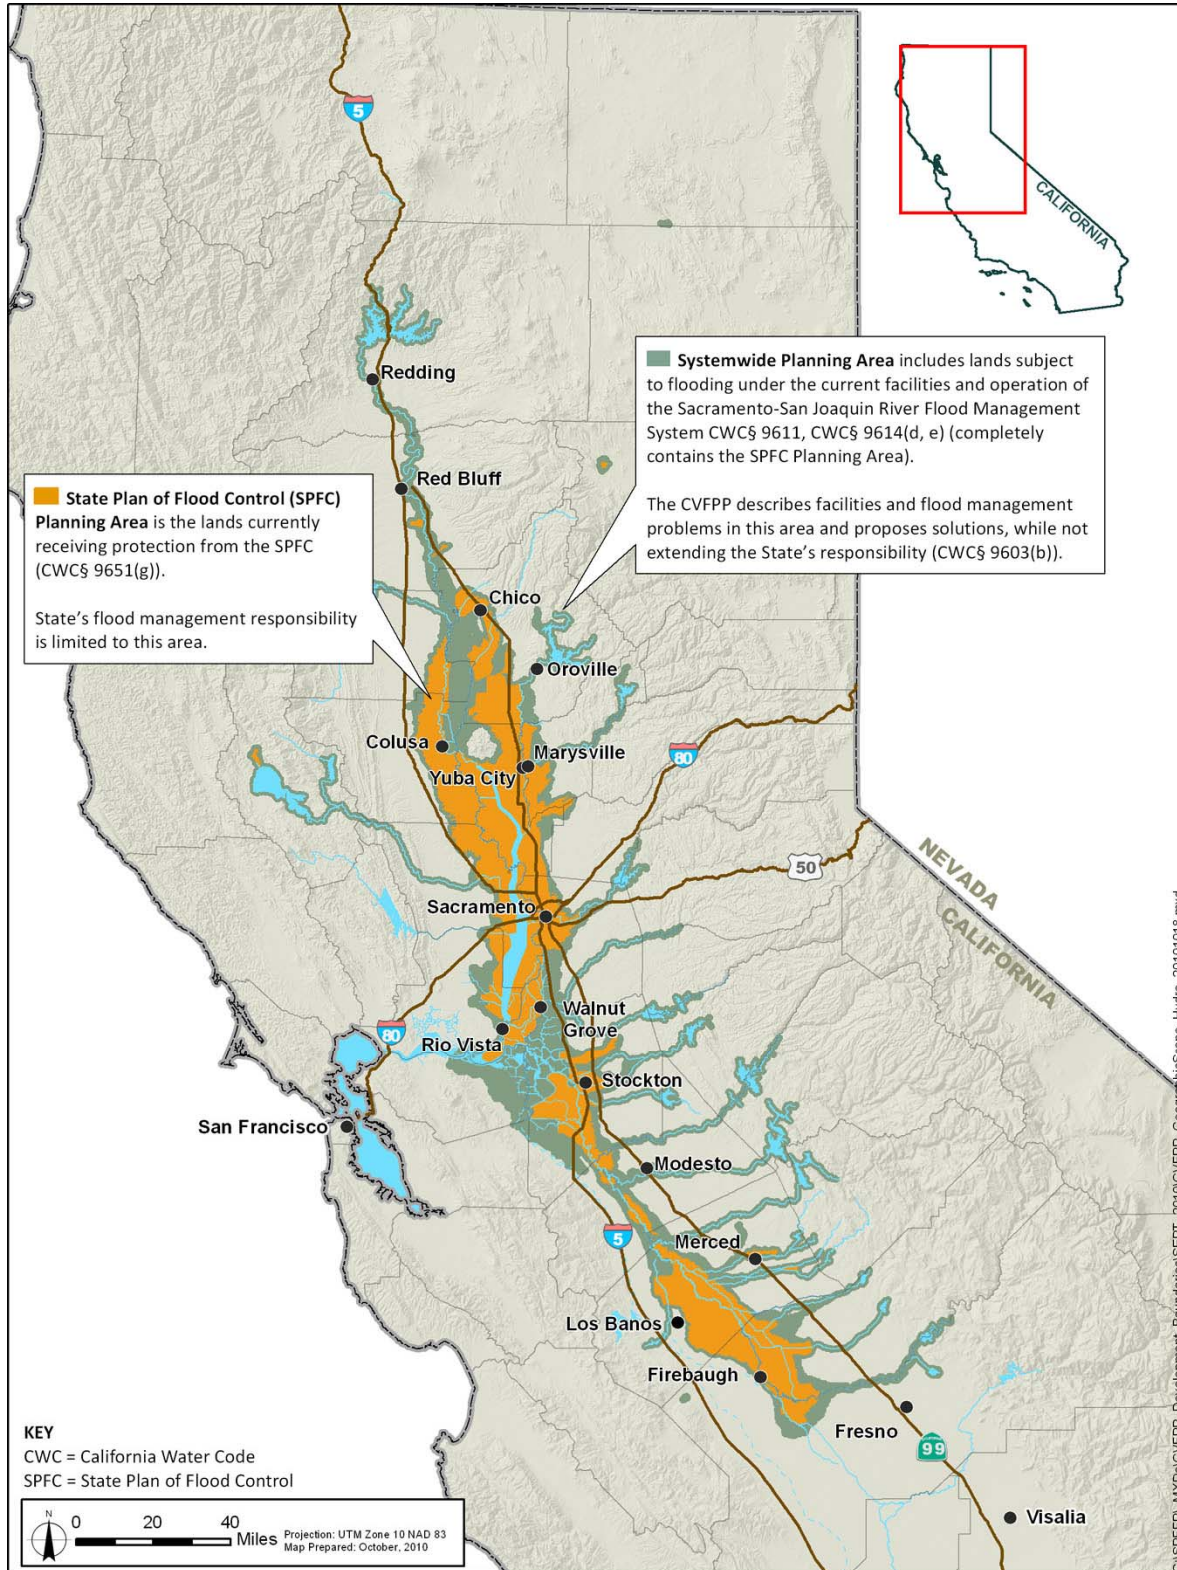 5
CALIFORNIA
Systemwide Planning Area includes lands subject
to flooding under the current facilities and operation of
the Sacramento-San Joaquin River Flood Management
System CWC§ 9611, CWC§ 9614(d, e) (completely
contains the SPFC Planning Area).
The CVFPP describes facilities and flood management
problems in this area and proposes solutions, while not
extending the State’s responsibility (CWC§ 9603(b)).
Redding
Red Bluff
State Plan of Flood Control (SPFC)
Planning Area is the lands currently
receiving protection from the SPFC
(CWC§ 9651(g)).
State’s flood management responsibility
is limited to this area.
Chico
Oroville
Colusa
Marysville
Yuba City
80
50
NEVADA
CALIFORNIA
Sacramento
Walnut
Grove
80
Rio Vista
Stockton
San Francisco
Modesto
5
Merced
Los Banos
Firebaugh
Fresno
99
Visalia
KEY
CWC = California Water Code
SPFC = State Plan of Flood Control
N
0 20 40
Miles
Projection: UTM Zone 10 NAD 83
Map Prepared: October, 2010